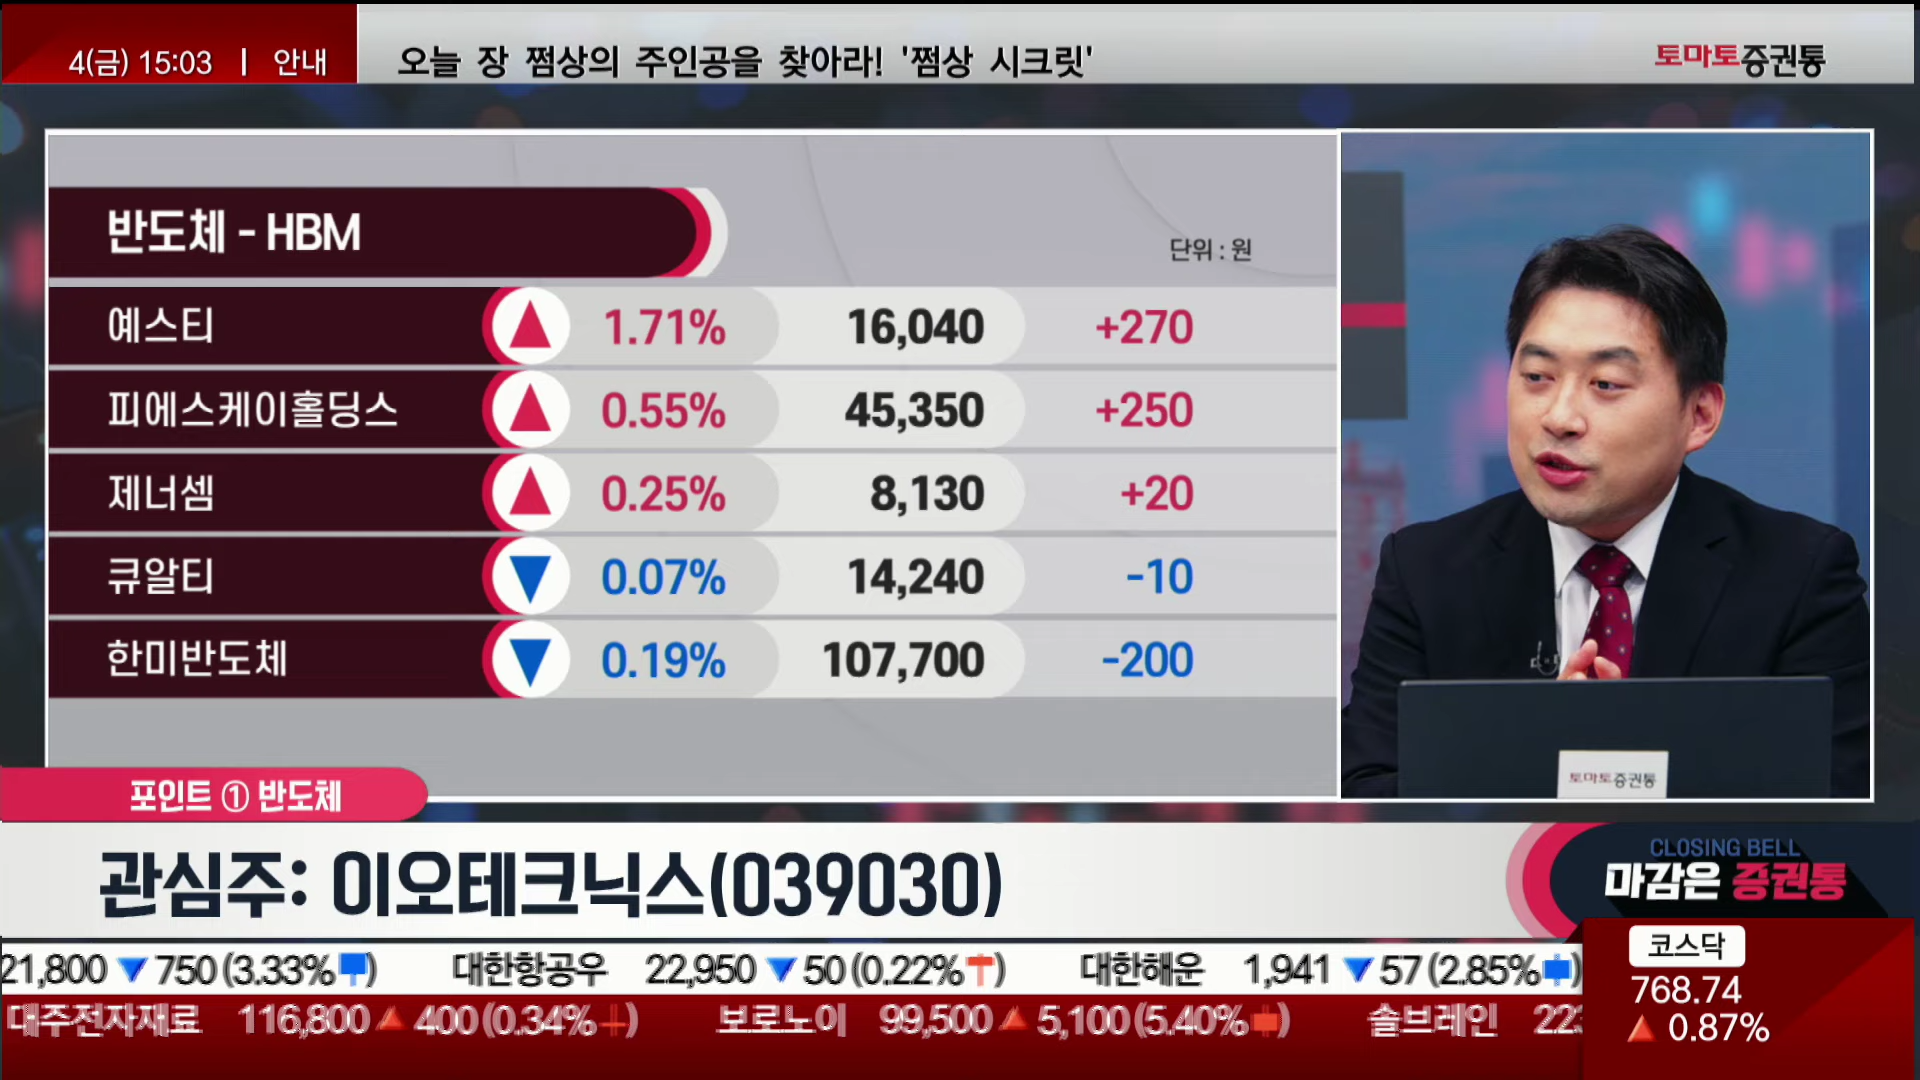 4(금) 15:03 | 안내
오늘 장 쩜상의 주인공을 찾아라! '쩜상 시크릿'
토마토증권통
반도체 - HBM
단위 : 원
예스티 ▲ 1.71% 16,040 +270
피에스케이홀딩스 ▲ 0.55% 45,350 +250
제너셈 ▲ 0.25% 8,130 +20
큐알티 ▼ 0.07% 14,240 -10
한미반도체 ▼ 0.19% 107,700 -200
토마토증권통
포인트 ① 반도체
관심주: 이오테크닉스(039030)
CLOSING BELL
마감은 증권통
21,800 ▼ 750 (3.33%) 대한항공우 22,950 ▼ 50 (0.22%) 대한해운 1,941 ▼ 57 (2.85%)
대주전자재료 116,800 ▲ 400 (0.34%) 보로노이 99,500 ▲ 5,100 (5.40%) 솔브레인
코스닥
768.74
▲ 0.87%